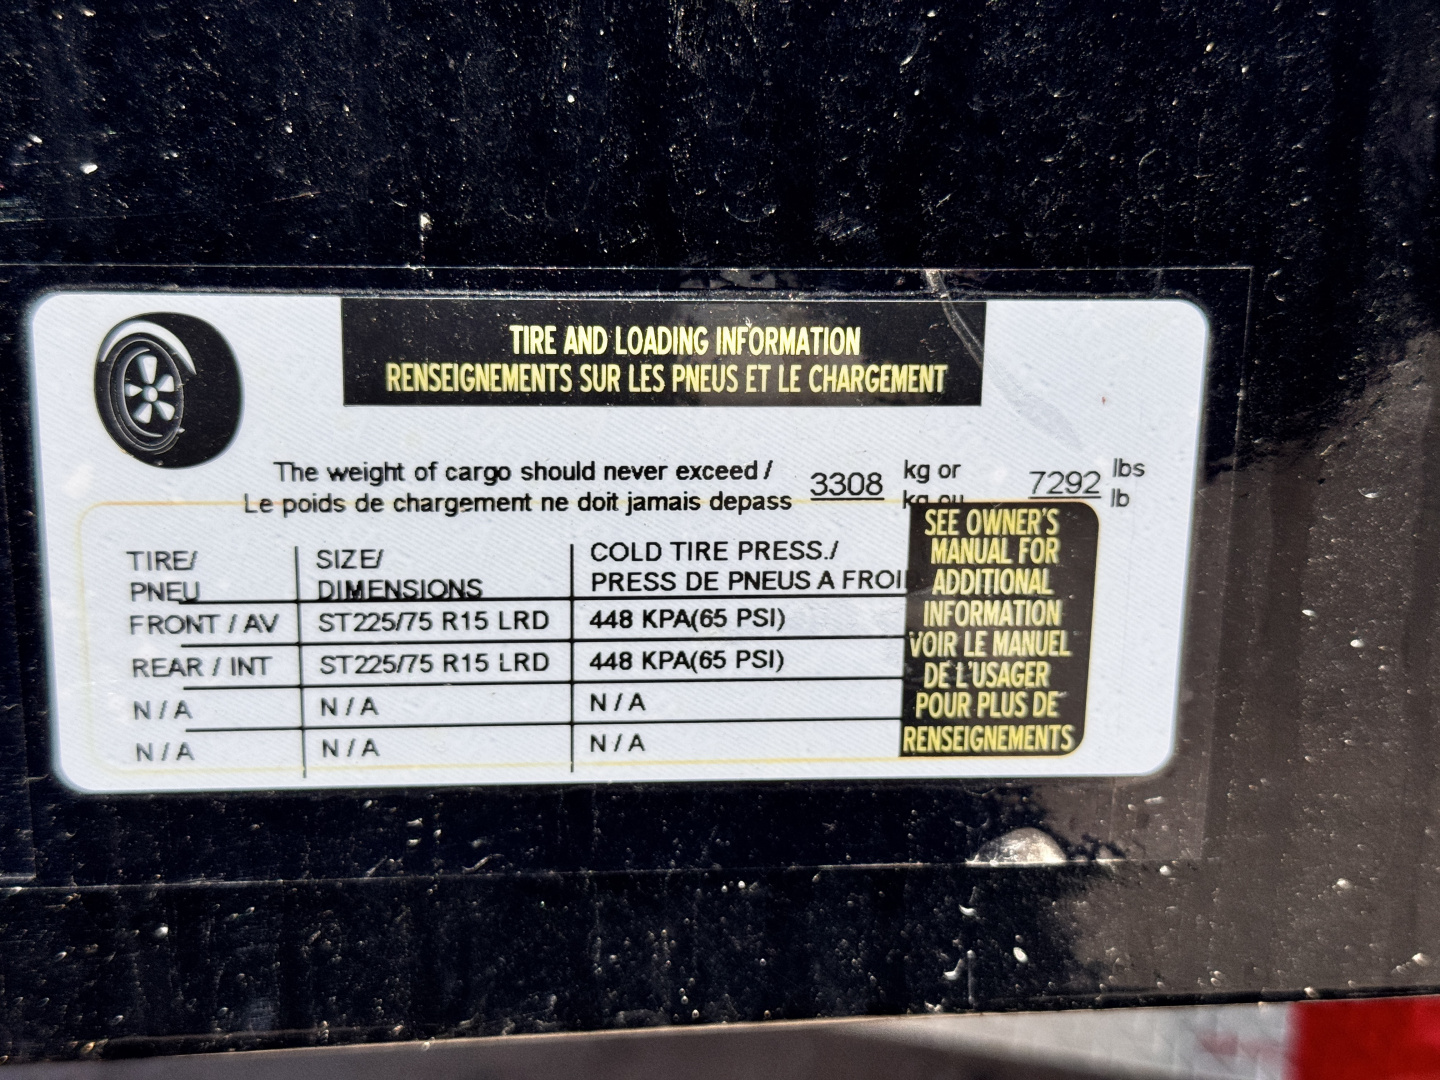 TIRE AND LOADING INFORMATION
RENSEIGNEMENTS SUR LES PNEUS ET LE CHARGEMENT
The weight of cargo should never exceed / 3308 kg or 7292 lbs
Le poids de chargement ne doit jamais depass kg ou lb
TIRE/ SIZE/ COLD TIRE PRESS./
PNEU DIMENSIONS PRESS DE PNEUS A FROI
FRONT / AV ST225/75 R15 LRD 448 KPA(65 PSI)
REAR / INT ST225/75 R15 LRD 448 KPA(65 PSI)
N / A N / A N / A
N / A N / A N / A
SEE OWNER'S
MANUAL FOR
ADDITIONAL
INFORMATION
VOIR LE MANUEL
DE L'USAGER
POUR PLUS DE
RENSEIGNEMENTS